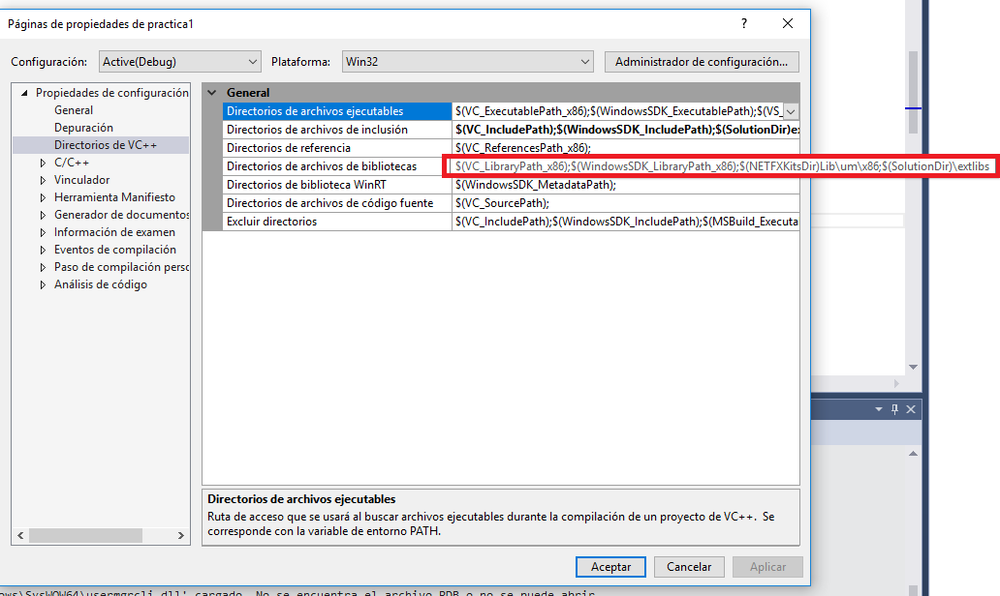 Páginas de propiedades de practica1 ?
Configuración: Active(Debug) Plataforma: Win32 Administrador de configuración...
Propiedades de configuración
General
Depuración
Directorios de VC++
C/C++
Vinculador
Herramienta Manifiesto
Generador de documentos
Información de examen
Eventos de compilación
Paso de compilación perso
Análisis de código
General
Directorios de archivos ejecutables $(VC_ExecutablePath_x86);$(WindowsSDK_ExecutablePath);$(VS_
Directorios de archivos de inclusión $(VC_IncludePath);$(WindowsSDK_IncludePath);$(SolutionDir)ex
Directorios de referencia $(VC_ReferencesPath_x86);
Directorios de archivos de bibliotecas $(VC_LibraryPath_x86);$(WindowsSDK_LibraryPath_x86);$(NETFXKitsDir)Lib\um\x86;$(SolutionDir)\extlibs
Directorios de biblioteca WinRT $(WindowsSDK_MetadataPath);
Directorios de archivos de código fuente $(VC_SourcePath);
Excluir directorios $(VC_IncludePath);$(WindowsSDK_IncludePath);$(MSBuild_Executa
Directorios de archivos ejecutables
Ruta de acceso que se usará al buscar archivos ejecutables durante la compilación de un proyecto de VC++. Se
corresponde con la variable de entorno PATH.
Aceptar Cancelar Aplicar
ows\SysWOW64\usermgrcli.dll' cargado. No se encuentra el archivo PDB o no se puede abrir.